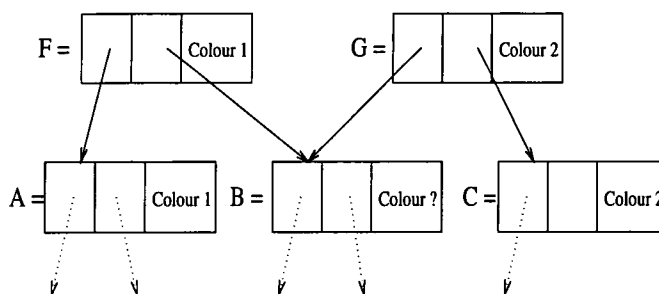 F = Colour 1 G = Colour 2
A = Colour 1 B = Colour ? C = Colour 2